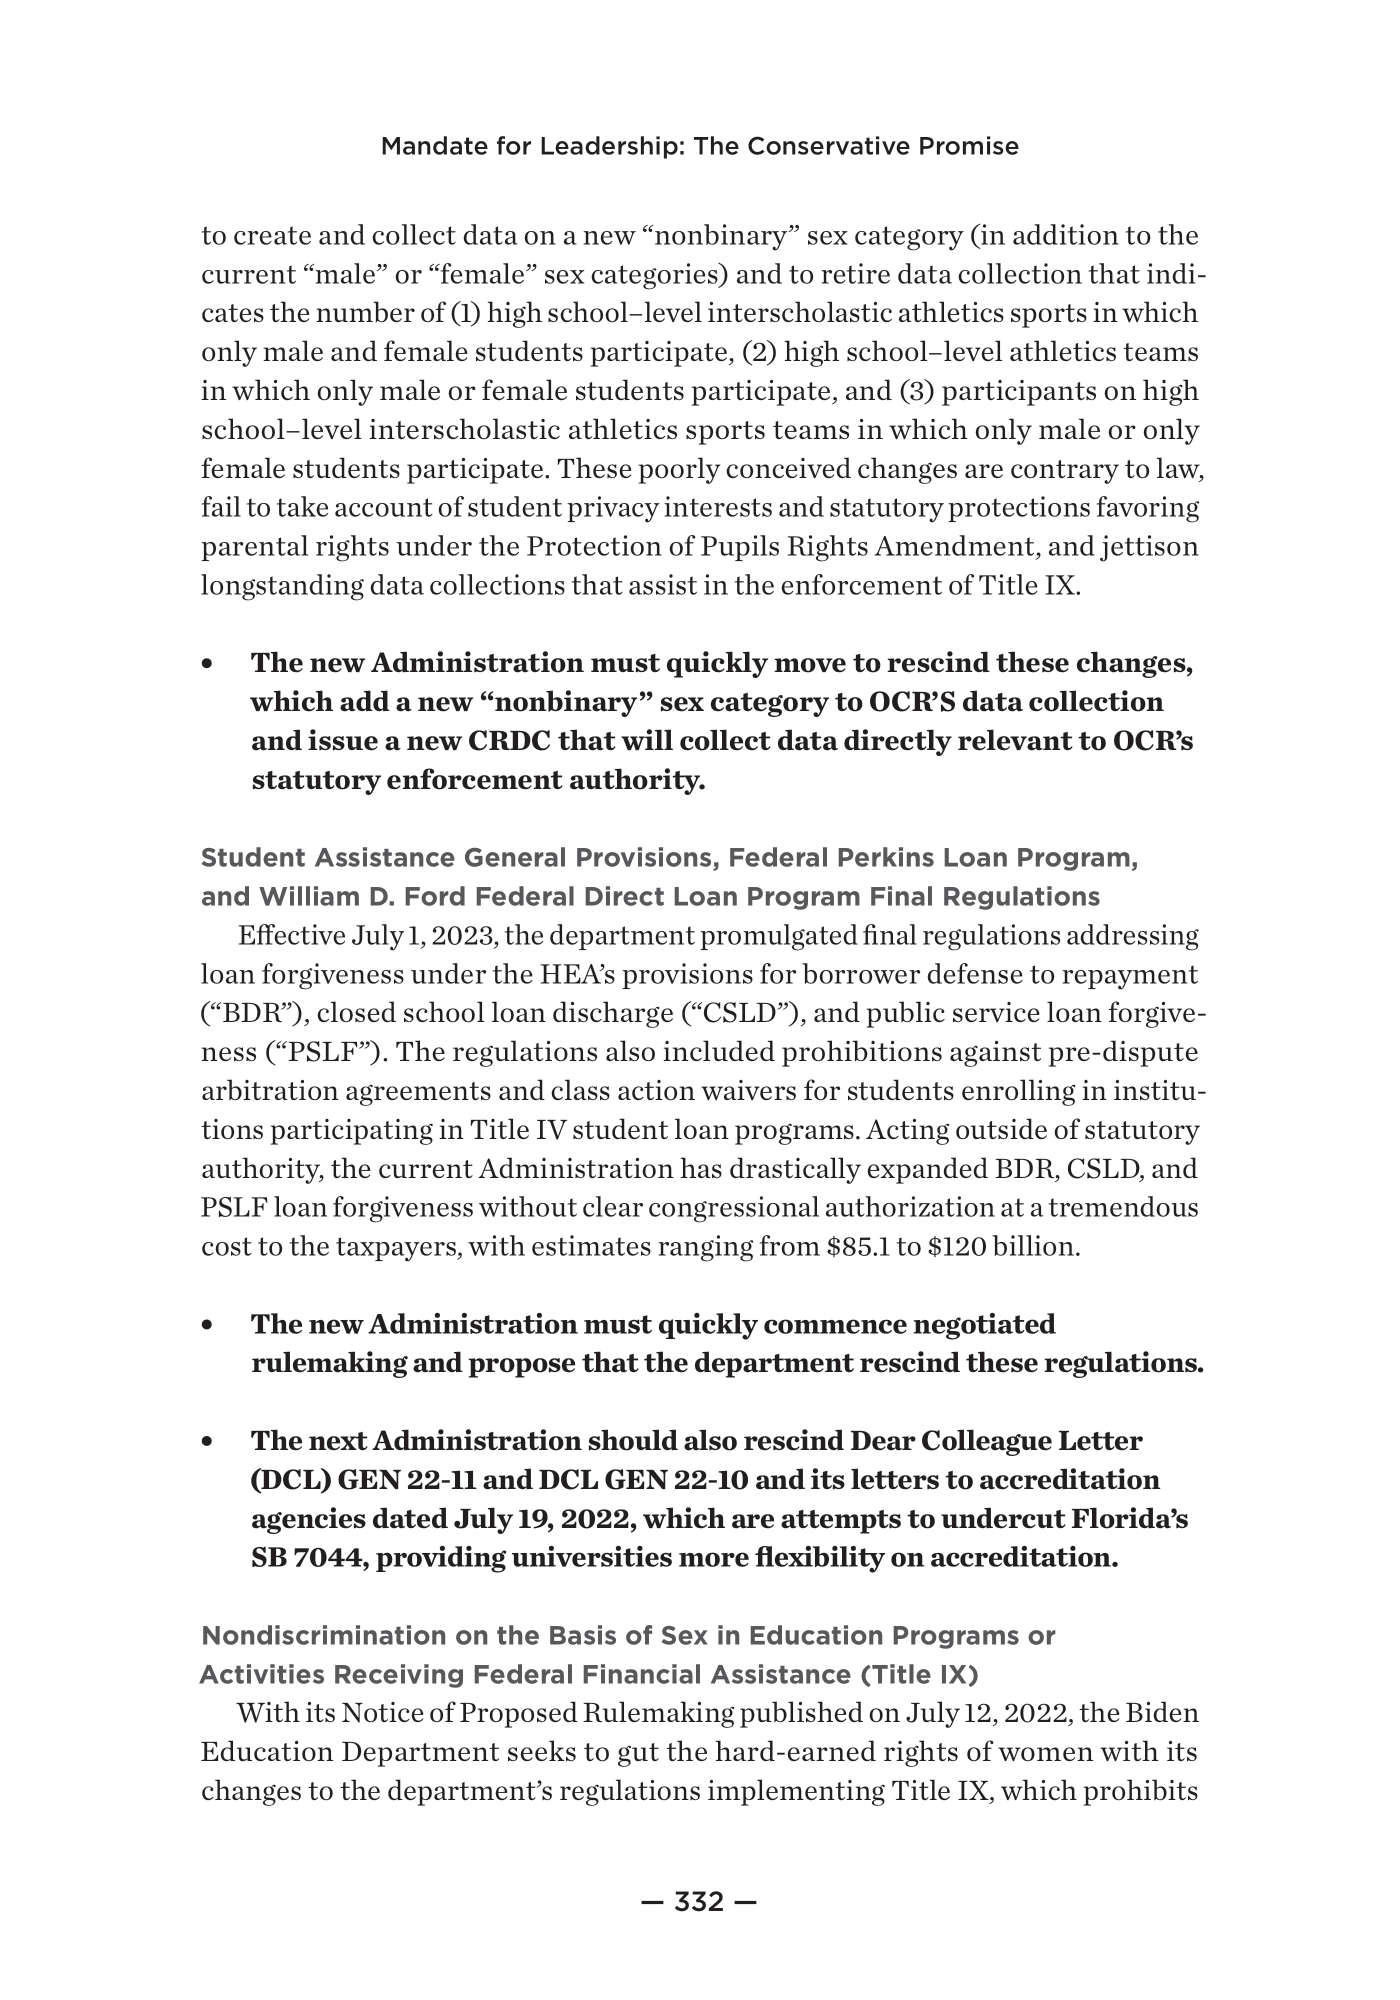 Mandate for Leadership: The Conservative Promise
to create and collect data on a new “nonbinary” sex category (in addition to the
current “male” or “female” sex categories) and to retire data collection that indi-
cates the number of (1) high school–level interscholastic athletics sports in which
only male and female students participate, (2) high school–level athletics teams
in which only male or female students participate, and (3) participants on high
school–level interscholastic athletics sports teams in which only male or only
female students participate. These poorly conceived changes are contrary to law,
fail to take account of student privacy interests and statutory protections favoring
parental rights under the Protection of Pupils Rights Amendment, and jettison
longstanding data collections that assist in the enforcement of Title IX.
• The new Administration must quickly move to rescind these changes,
which add a new “nonbinary” sex category to OCR’S data collection
and issue a new CRDC that will collect data directly relevant to OCR’s
statutory enforcement authority.
Student Assistance General Provisions, Federal Perkins Loan Program,
and William D. Ford Federal Direct Loan Program Final Regulations
Effective July 1, 2023, the department promulgated final regulations addressing
loan forgiveness under the HEA’s provisions for borrower defense to repayment
(“BDR”), closed school loan discharge (“CSLD”), and public service loan forgive-
ness (“PSLF”). The regulations also included prohibitions against pre-dispute
arbitration agreements and class action waivers for students enrolling in institu-
tions participating in Title IV student loan programs. Acting outside of statutory
authority, the current Administration has drastically expanded BDR, CSLD, and
PSLF loan forgiveness without clear congressional authorization at a tremendous
cost to the taxpayers, with estimates ranging from $85.1 to $120 billion.
• The new Administration must quickly commence negotiated
rulemaking and propose that the department rescind these regulations.
• The next Administration should also rescind Dear Colleague Letter
(DCL) GEN 22-11 and DCL GEN 22-10 and its letters to accreditation
agencies dated July 19, 2022, which are attempts to undercut Florida’s
SB 7044, providing universities more flexibility on accreditation.
Nondiscrimination on the Basis of Sex in Education Programs or
Activities Receiving Federal Financial Assistance (Title IX)
With its Notice of Proposed Rulemaking published on July 12, 2022, the Biden
Education Department seeks to gut the hard-earned rights of women with its
changes to the department’s regulations implementing Title IX, which prohibits
— 332 —